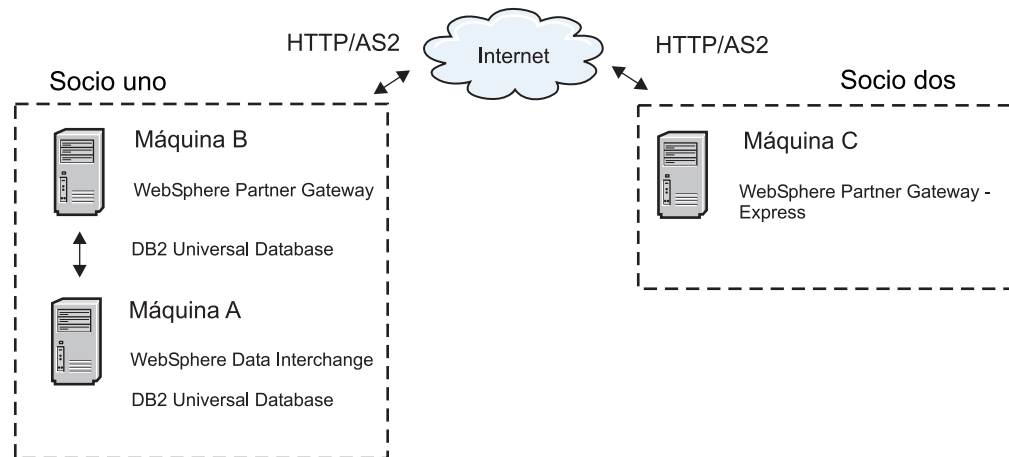 HTTP/AS2
Internet
HTTP/AS2
Socio uno
Máquina B
WebSphere Partner Gateway
DB2 Universal Database
Máquina A
WebSphere Data Interchange
DB2 Universal Database
Socio dos
Máquina C
WebSphere Partner Gateway -
Express